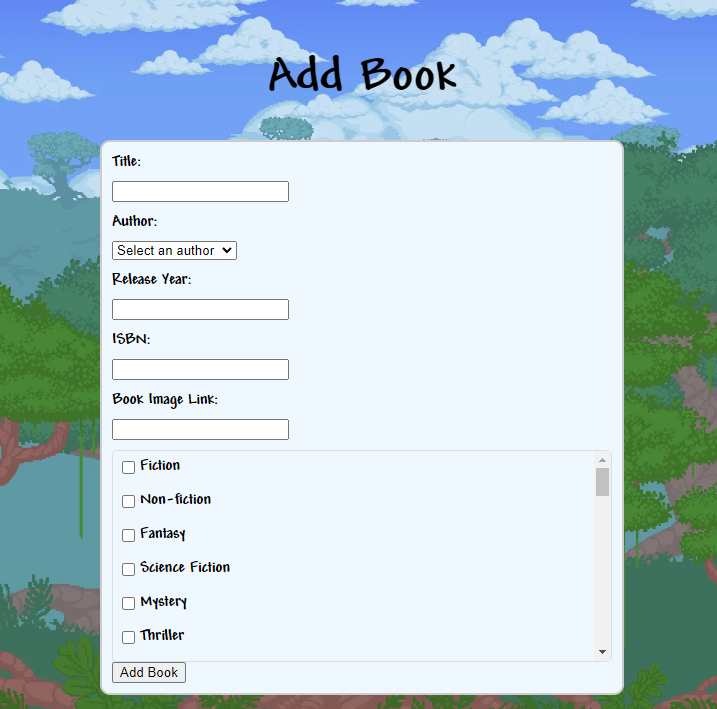 Add Book
Title:
Author:
Select an author
Release Year:
ISBN:
Book Image Link:
Fiction
Non-fiction
Fantasy
Science Fiction
Mystery
Thriller
Add Book